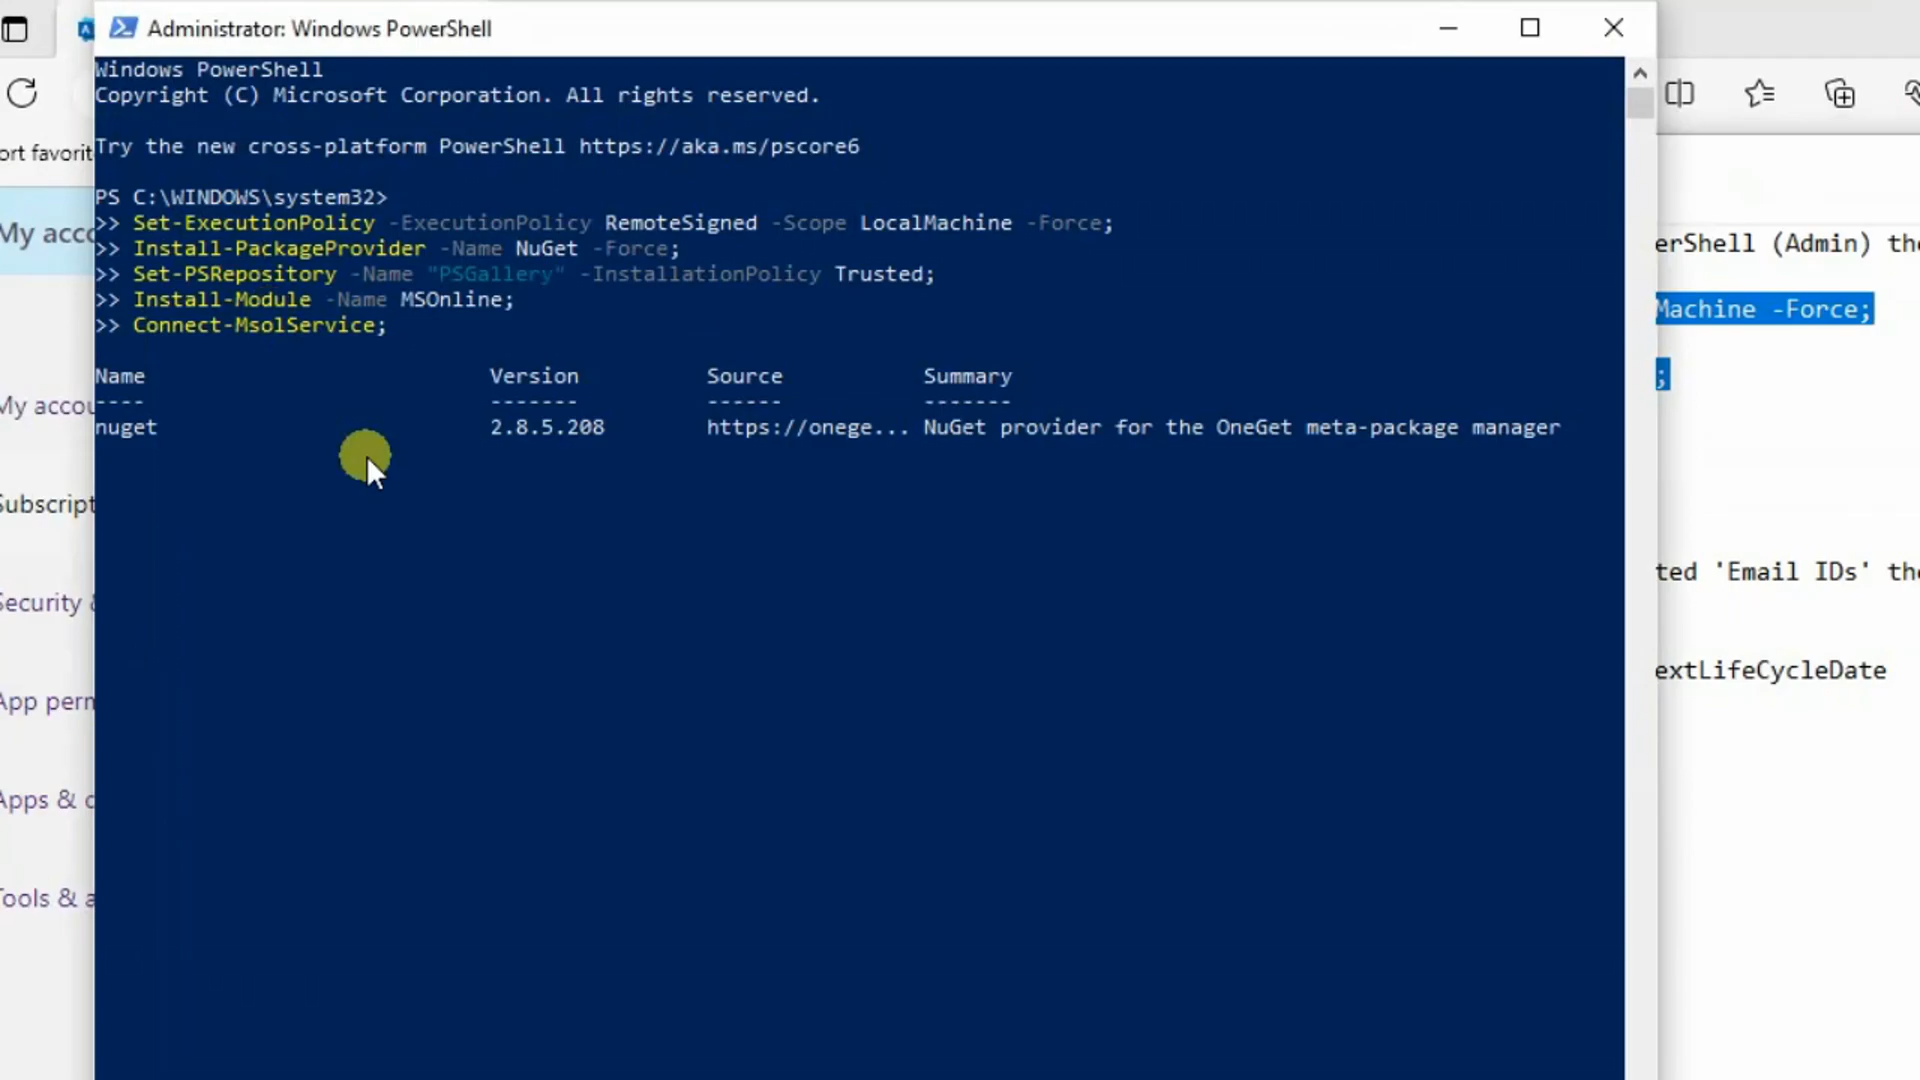 Administrator: Windows PowerShell
Windows PowerShell
Copyright (C) Microsoft Corporation. All rights reserved.
Try the new cross-platform PowerShell https://aka.ms/pscore6
PS C:\WINDOWS\system32>
>> Set-ExecutionPolicy -ExecutionPolicy RemoteSigned -Scope LocalMachine -Force;
>> Install-PackageProvider -Name NuGet -Force;
>> Set-PSRepository -Name "PSGallery" -InstallationPolicy Trusted;
>> Install-Module -Name MSOnline;
>> Connect-MsolService;
Name Version Source Summary
---- ------- ------ -------
nuget 2.8.5.208 https://onege... NuGet provider for the OneGet meta-package manager
ort favorit
My acco
My accou
Subscript
Security &
App perm
Apps & d
Tools & a
erShell (Admin) the
Machine -Force;
;
ted 'Email IDs' the
extLifeCycleDate